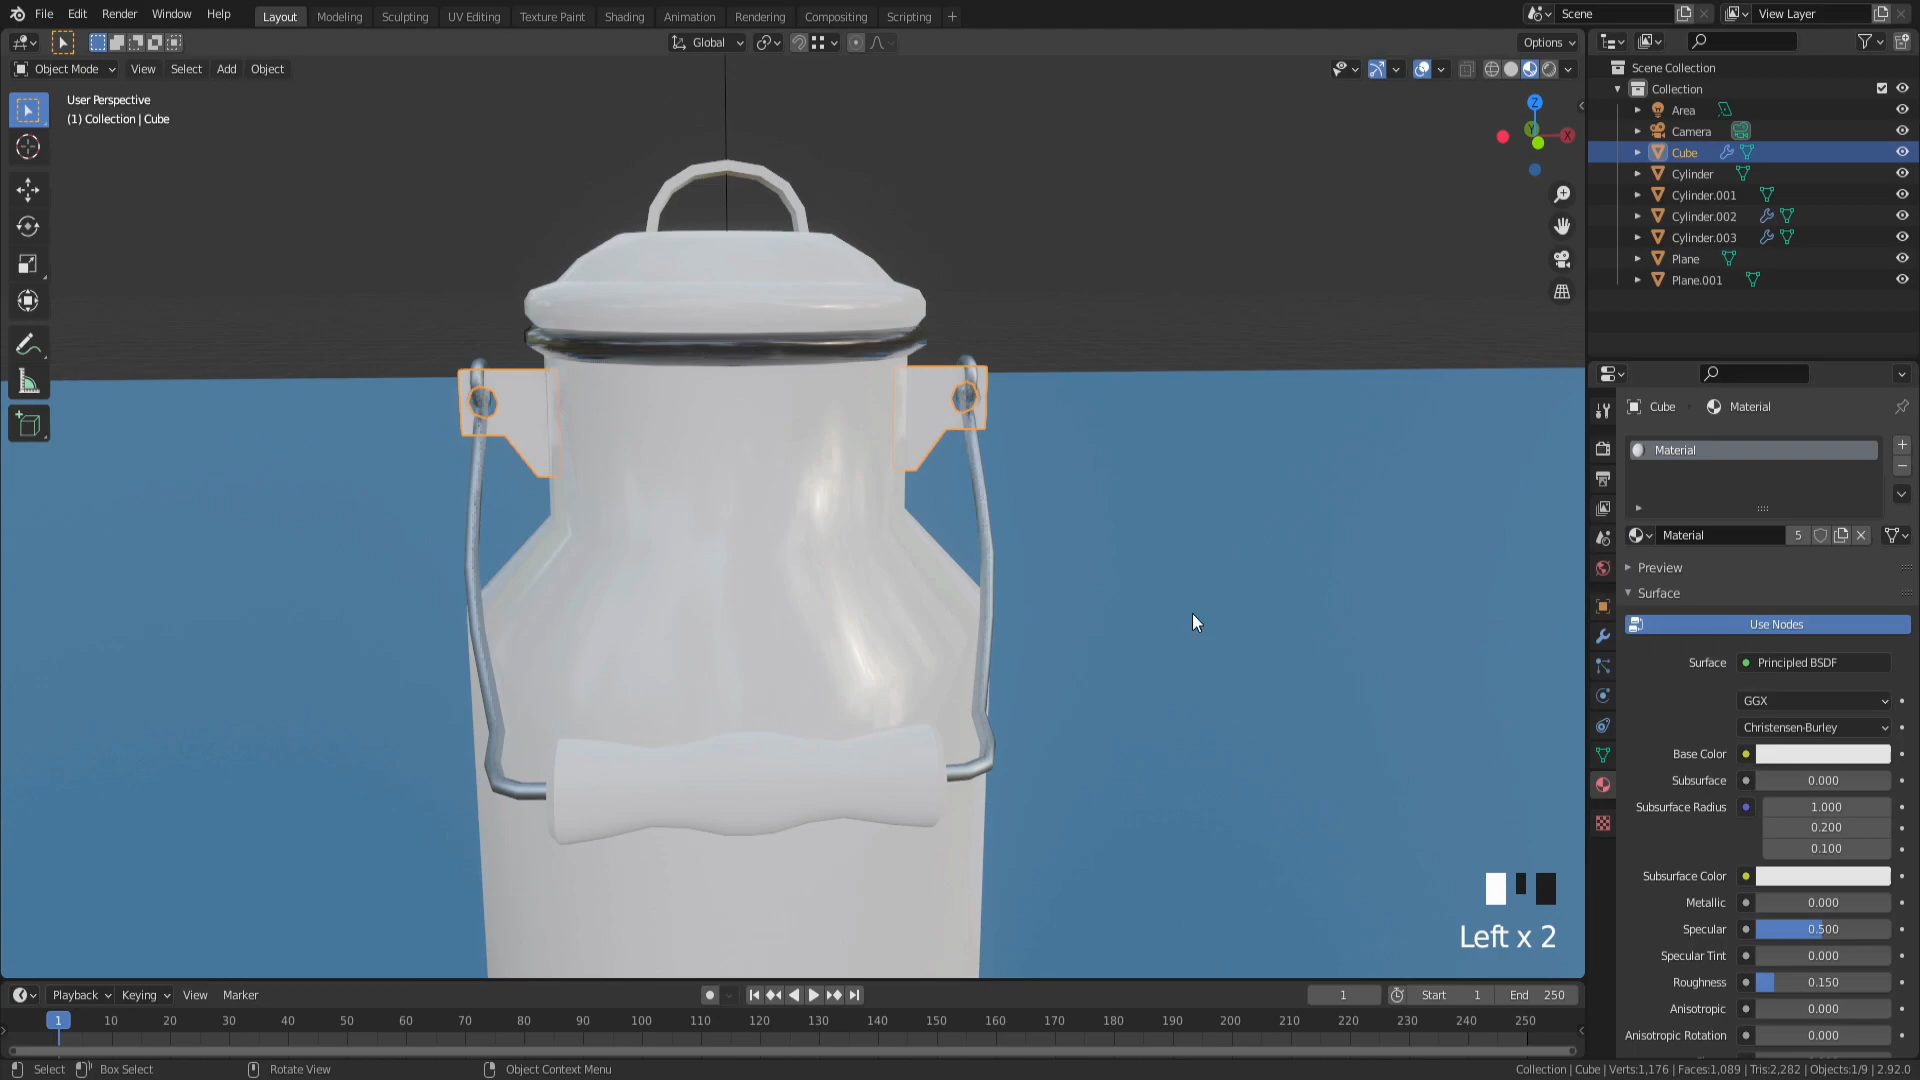 File Edit Render Window Help Layout Modeling Sculpting UV Editing Texture Paint Shading Animation Rendering Compositing Scripting + Scene View Layer
Global Options
Object Mode View Select Add Object
User Perspective
(1) Collection | Cube
Z
Y
X
Scene Collection
Collection
Area
Camera
Cube
Cylinder
Cylinder.001
Cylinder.002
Cylinder.003
Plane
Plane.001
Cube Material
Material
Material 5
Preview
Surface
Use Nodes
Surface Principled BSDF
GGX
Christensen-Burley
Base Color
Subsurface 0.000
Subsurface Radius 1.000
0.200
0.100
Subsurface Color
Metallic 0.000
Specular 0.500
Specular Tint 0.000
Roughness 0.150
Anisotropic 0.000
Anisotropic Rotation 0.000
Left x 2
Playback Keying View Marker 1 Start 1 End 250
1 10 20 30 40 50 60 70 80 90 100 110 120 130 140 150 160 170 180 190 200 210 220 230 240 250
Select Box Select Rotate View Object Context Menu Collection | Cube | Verts:1,176 | Faces:1,089 | Tris:2,282 | Objects:1/9 | 2.92.0